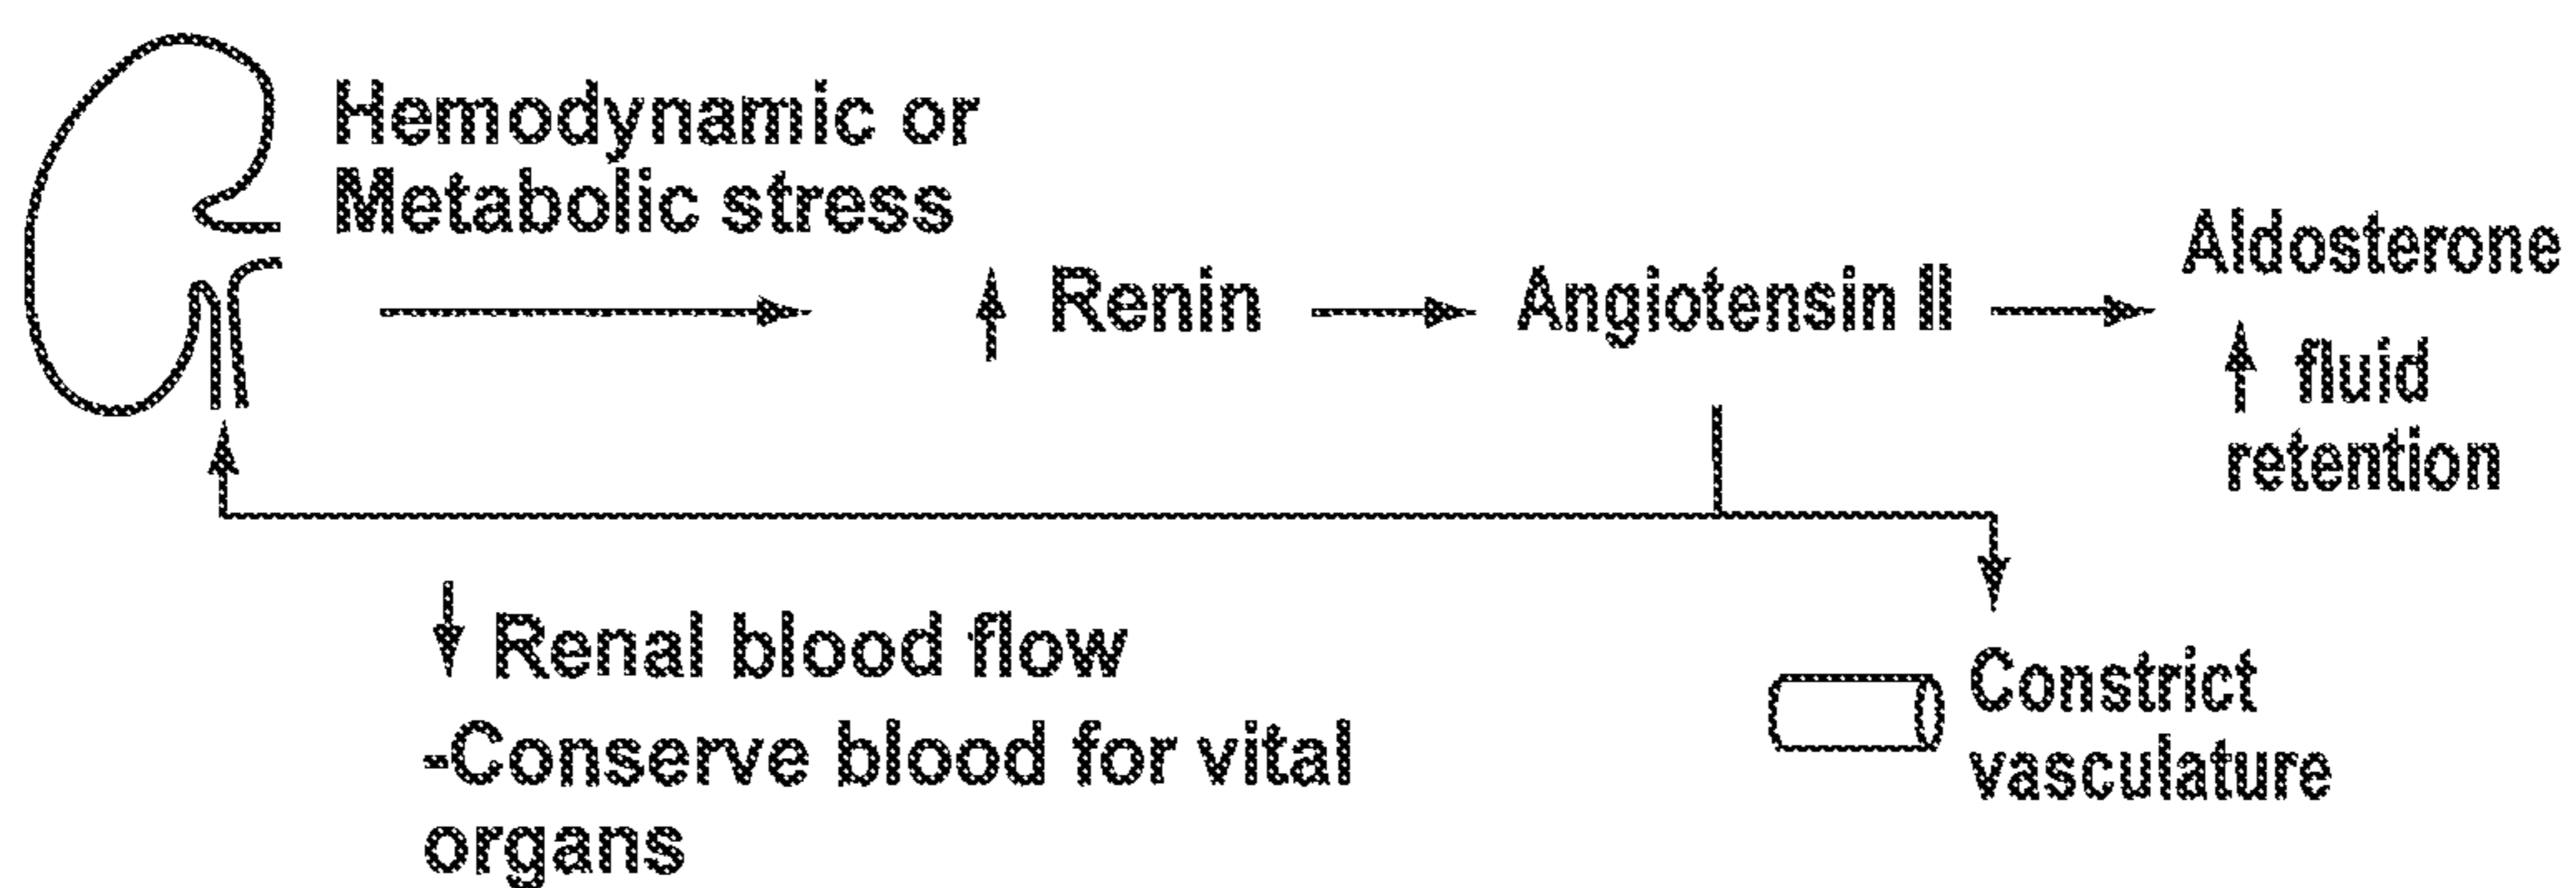 Hemodynamic or
Metabolic stress
↑ Renin
Angiotensin II
Aldosterone
↑ fluid
retention
↓ Renal blood flow
-Conserve blood for vital
organs
Constrict
vasculature